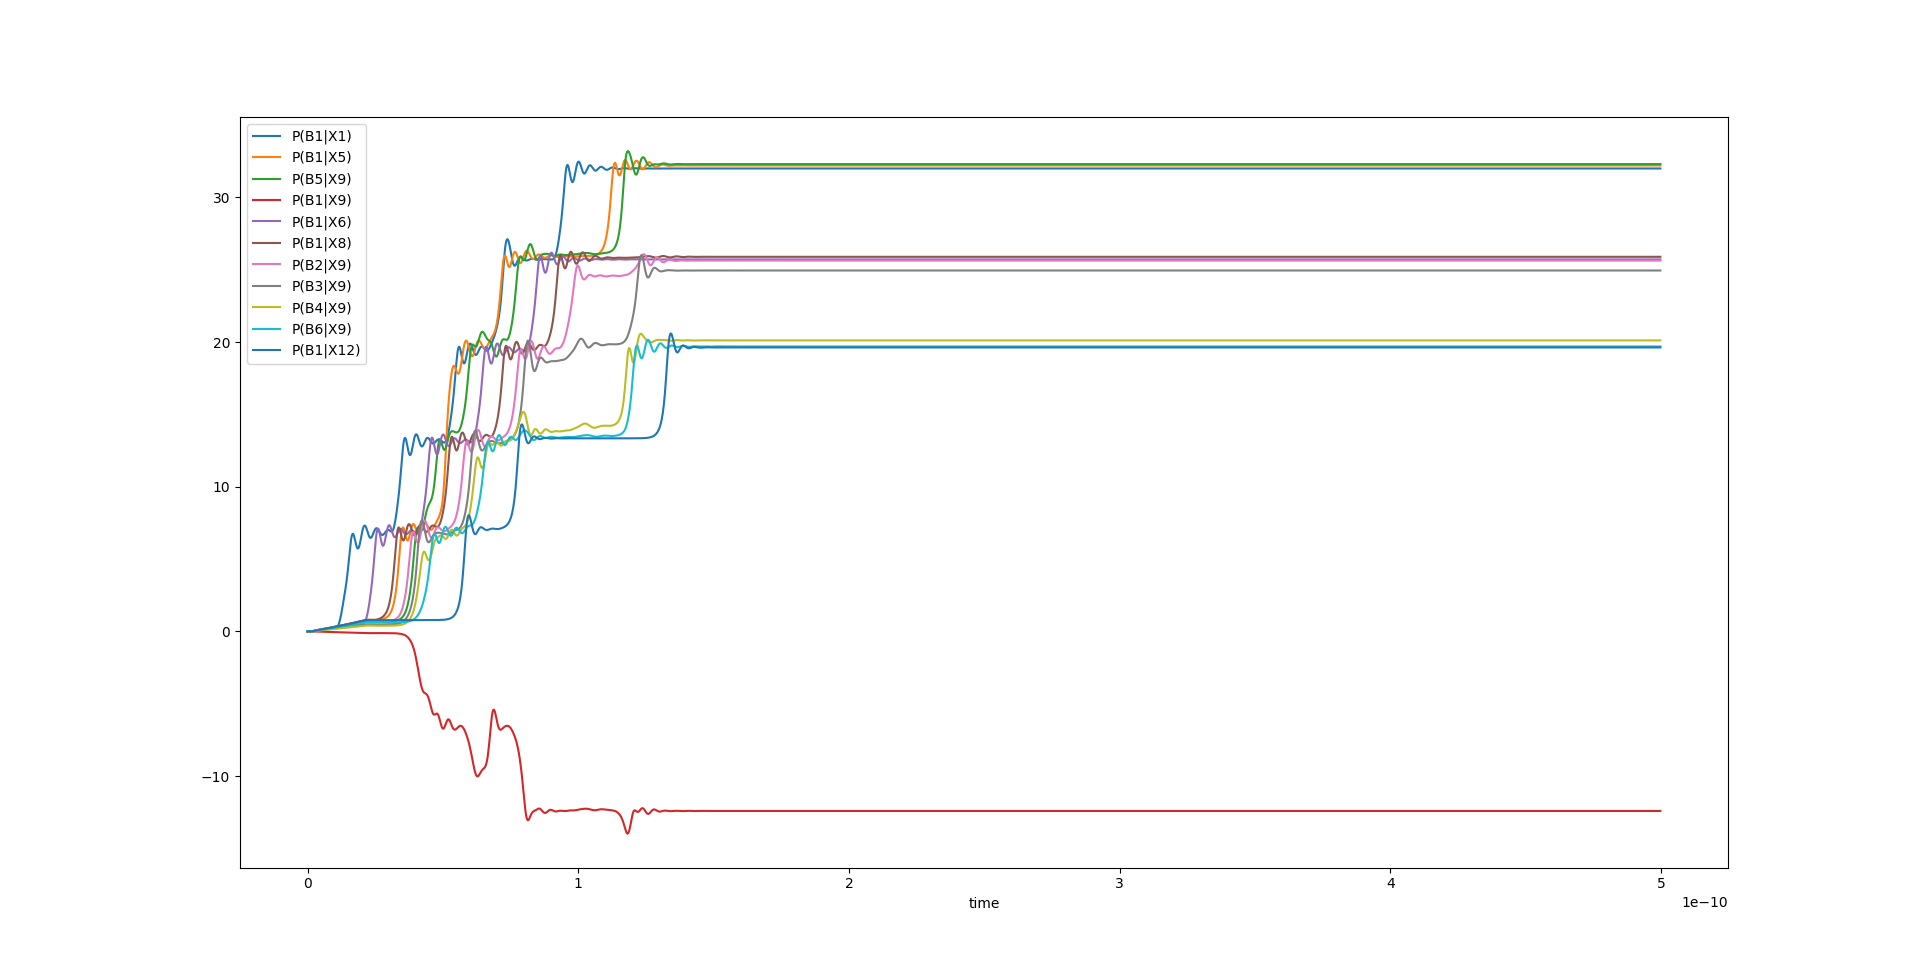 P(B1|X1)
P(B1|X5)
P(B5|X9)
P(B1|X9)
P(B1|X6)
P(B1|X8)
P(B2|X9)
P(B3|X9)
P(B4|X9)
P(B6|X9)
P(B1|X12)
30
20
10
0
−10
0 1 2 3 4 5
time
1e−10